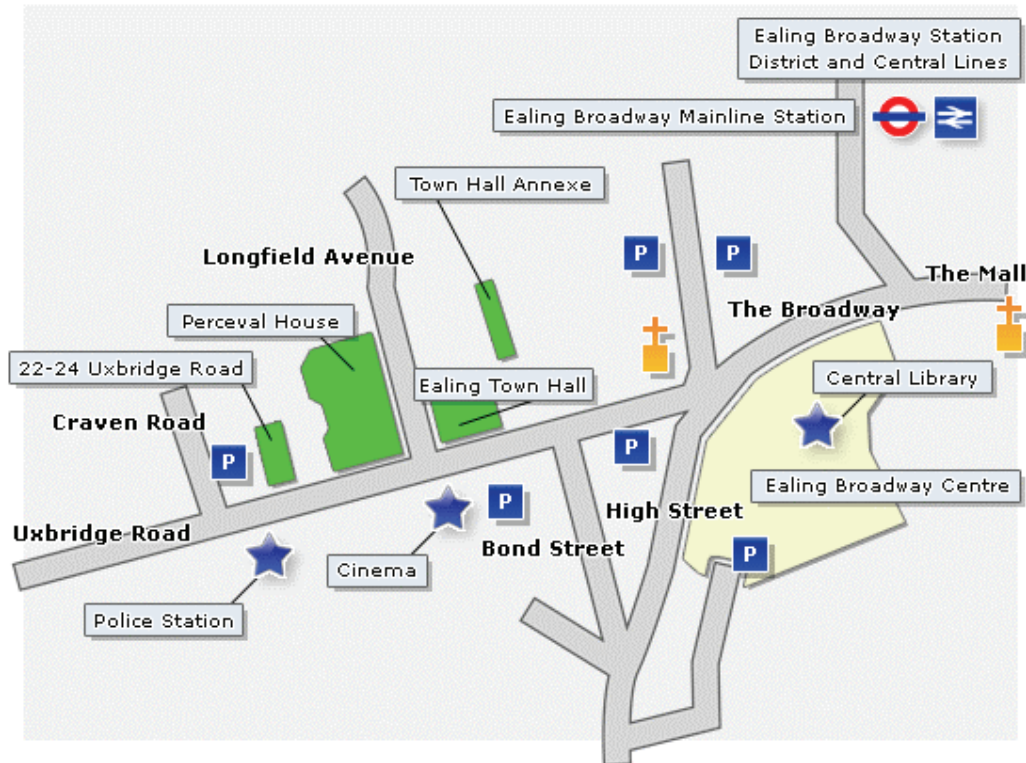 Ealing Broadway Station
District and Central Lines
Ealing Broadway Mainline Station
Town Hall Annexe
Longfield Avenue
P
P
The Mall
The Broadway
Perceval House
22-24 Uxbridge Road
Ealing Town Hall
Central Library
Craven Road
P
P
Ealing Broadway Centre
P
High Street
Uxbridge Road
Bond Street
P
Cinema
Police Station